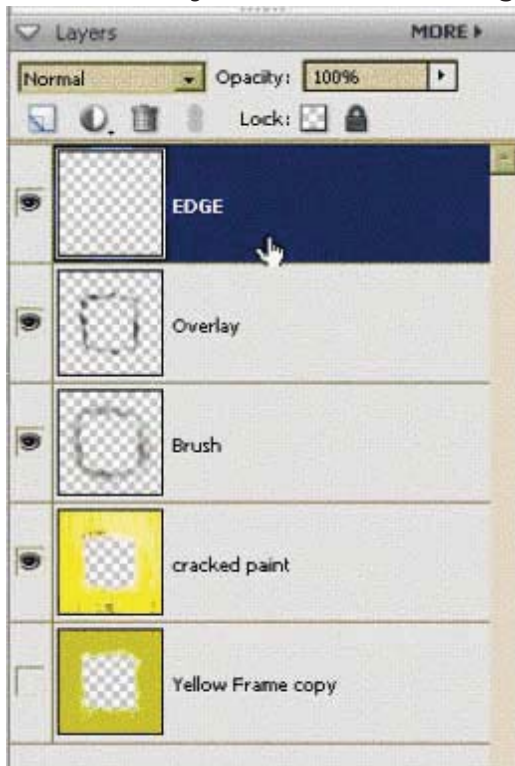 Layers MORE
Normal Opacity: 100%
Lock:
EDGE
Overlay
Brush
cracked paint
Yellow Frame copy